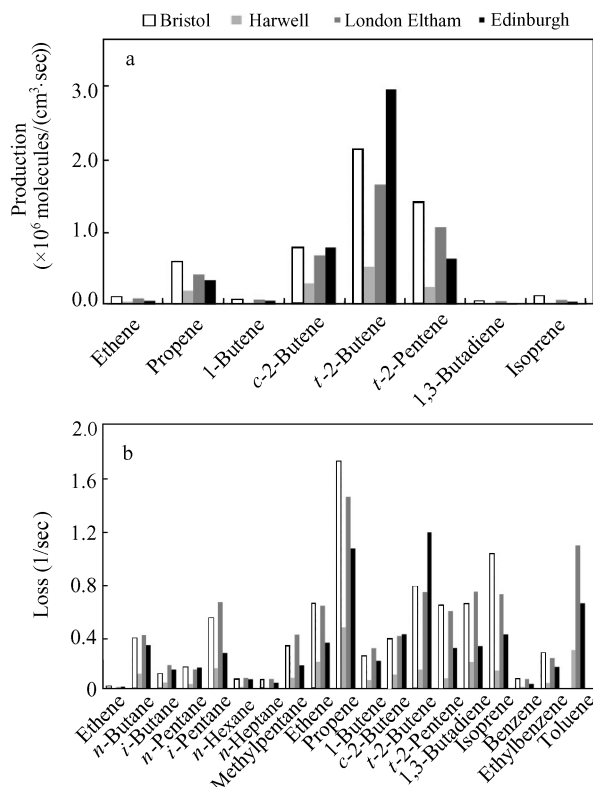 Bristol Harwell London Eltham Edinburgh
a
Production
(×10⁶ molecules/(cm³·sec))
3.0
2.0
1.0
0.0
Ethene
Propene
1-Butene
c-2-Butene
t-2-Butene
t-2-Pentene
1,3-Butadiene
Isoprene
b
Loss (1/sec)
2.0
1.6
1.2
0.8
0.4
0
Ethene
n-Butane
i-Butane
n-Pentane
i-Pentane
n-Hexane
n-Heptane
Methylpentane
Ethene
Propene
1-Butene
c-2-Butene
t-2-Butene
t-2-Pentene
1,3-Butadiene
Isoprene
Benzene
Ethylbenzene
Toluene